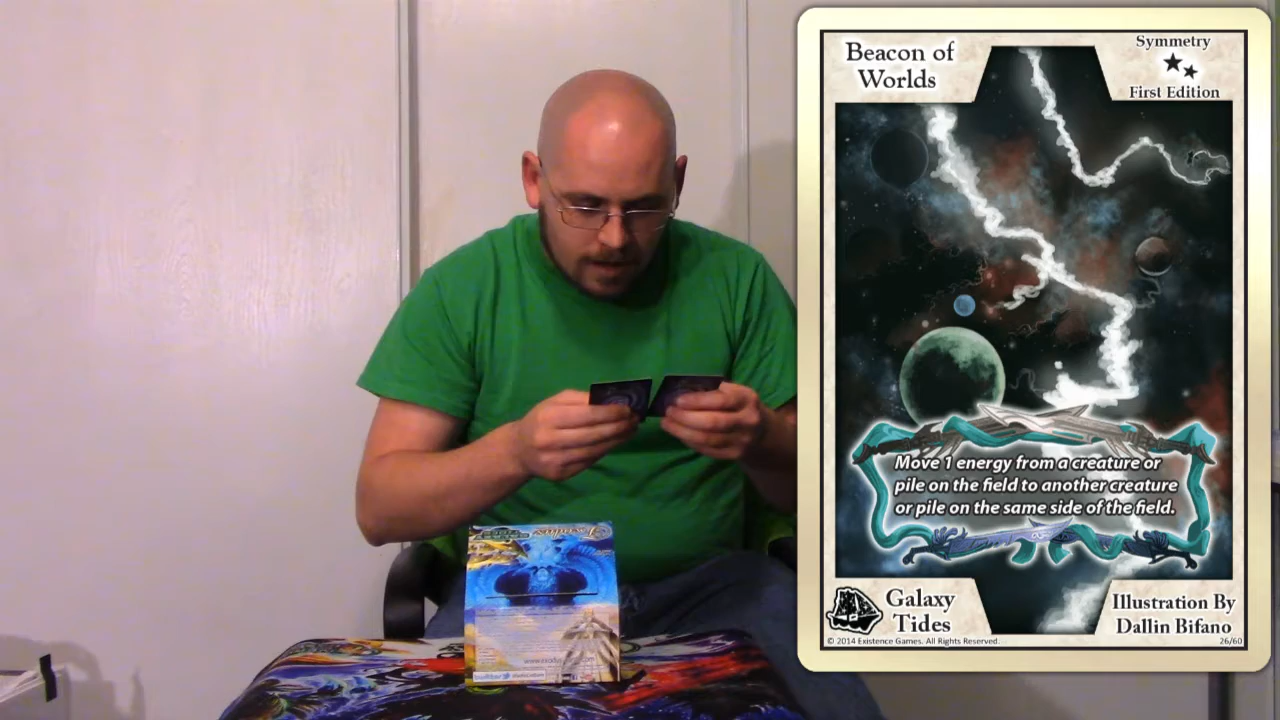 Beacon of
Worlds
Symmetry
First Edition
Move 1 energy from a creature or
pile on the field to another creature
or pile on the same side of the field.
Galaxy
Tides
Illustration By
Dallin Bifano
© 2014 Existence Games. All Rights Reserved.
26/60